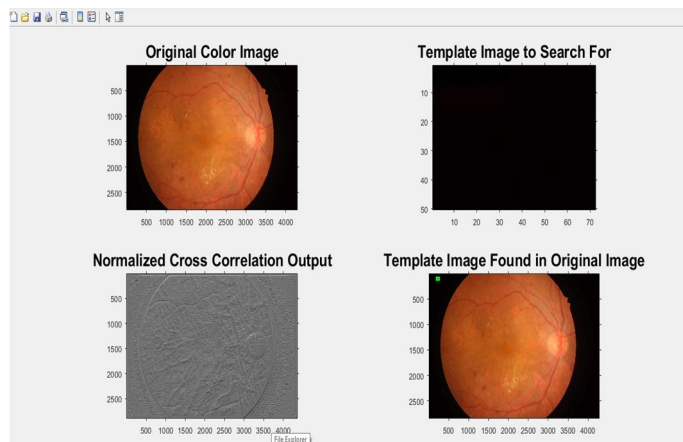 Original Color Image
500
1000
1500
2000
2500
500 1000 1500 2000 2500 3000 3500 4000
Template Image to Search For
10
20
30
40
50
10 20 30 40 50 60 70
Normalized Cross Correlation Output
500
1000
1500
2000
2500
500 1000 1500 2000 2500 3000 3500 4000
File Explorer
Template Image Found in Original Image
500
1000
1500
2000
2500
500 1000 1500 2000 2500 3000 3500 4000